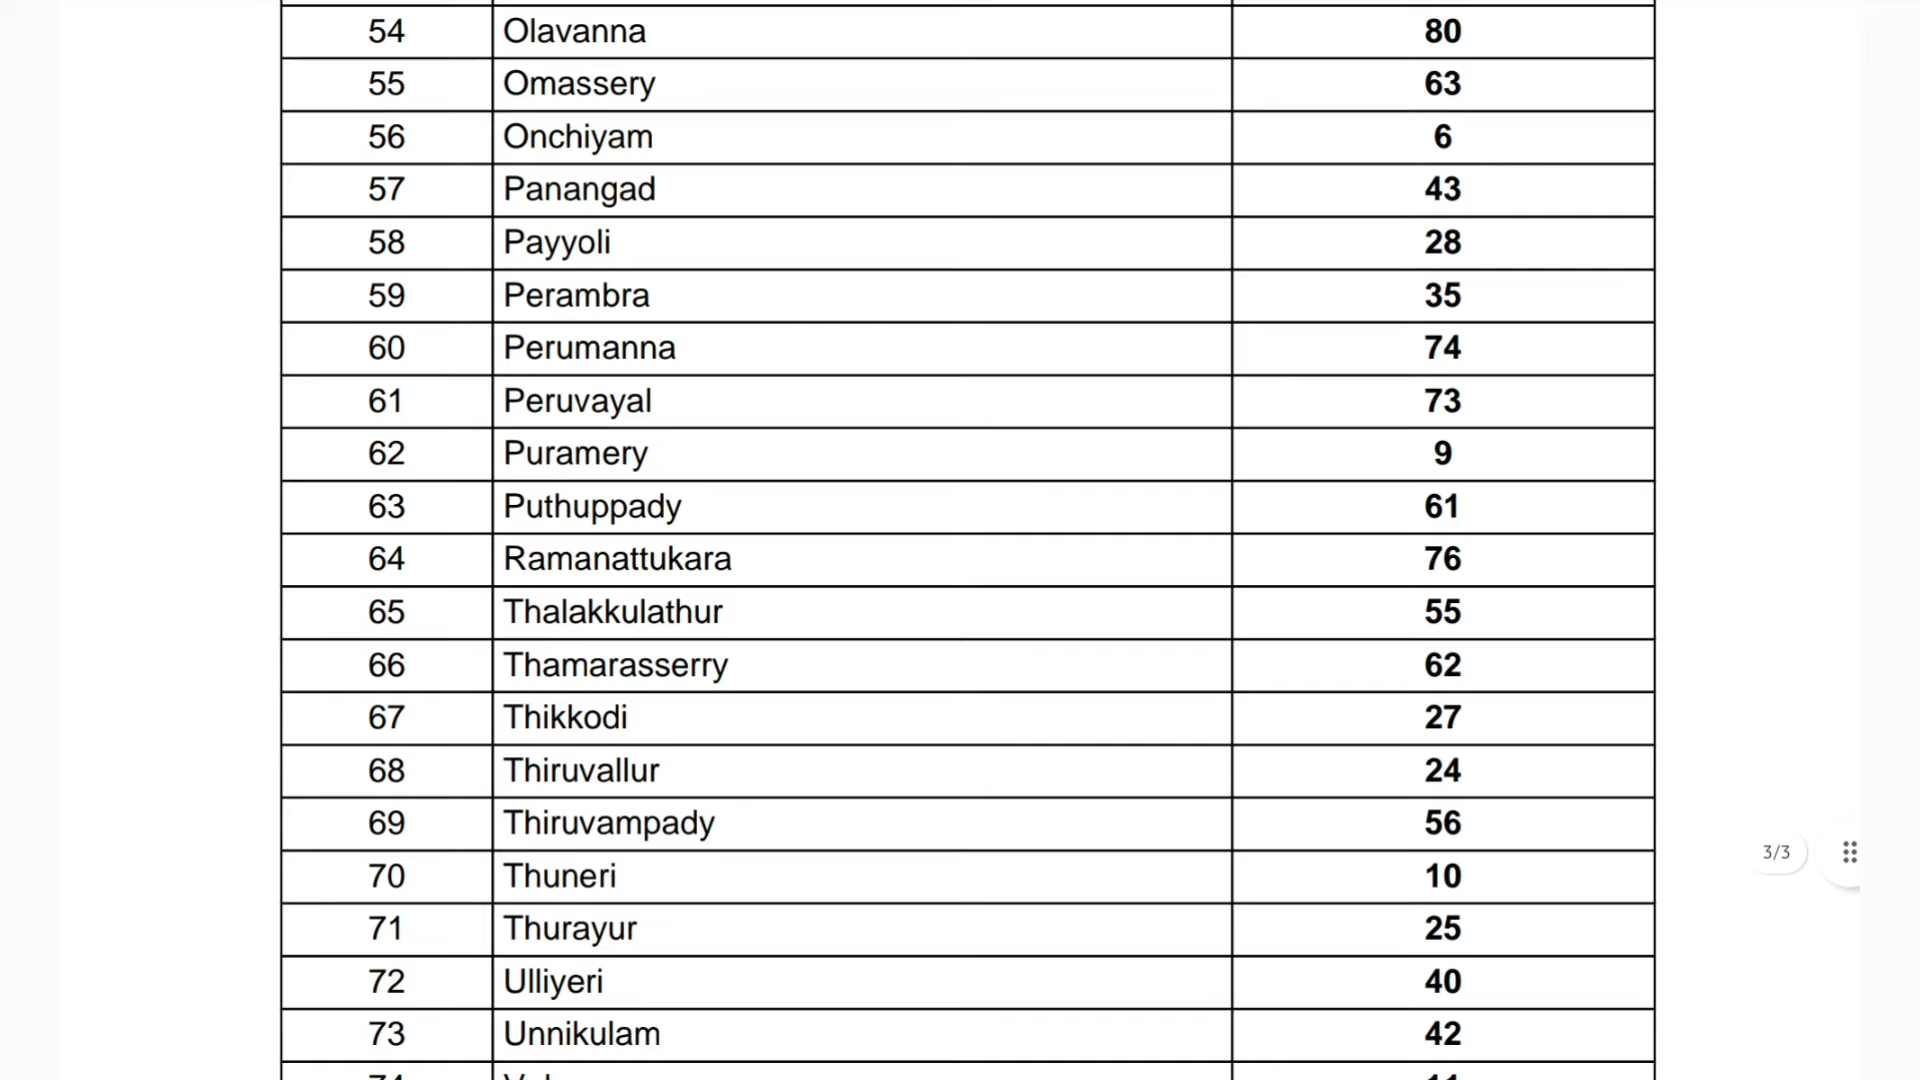 54 Olavanna 80
55 Omassery 63
56 Onchiyam 6
57 Panangad 43
58 Payyoli 28
59 Perambra 35
60 Perumanna 74
61 Peruvayal 73
62 Puramery 9
63 Puthuppady 61
64 Ramanattukara 76
65 Thalakkulathur 55
66 Thamarasserry 62
67 Thikkodi 27
68 Thiruvallur 24
69 Thiruvampady 56
3/3
70 Thuneri 10
71 Thurayur 25
72 Ulliyeri 40
73 Unnikulam 42